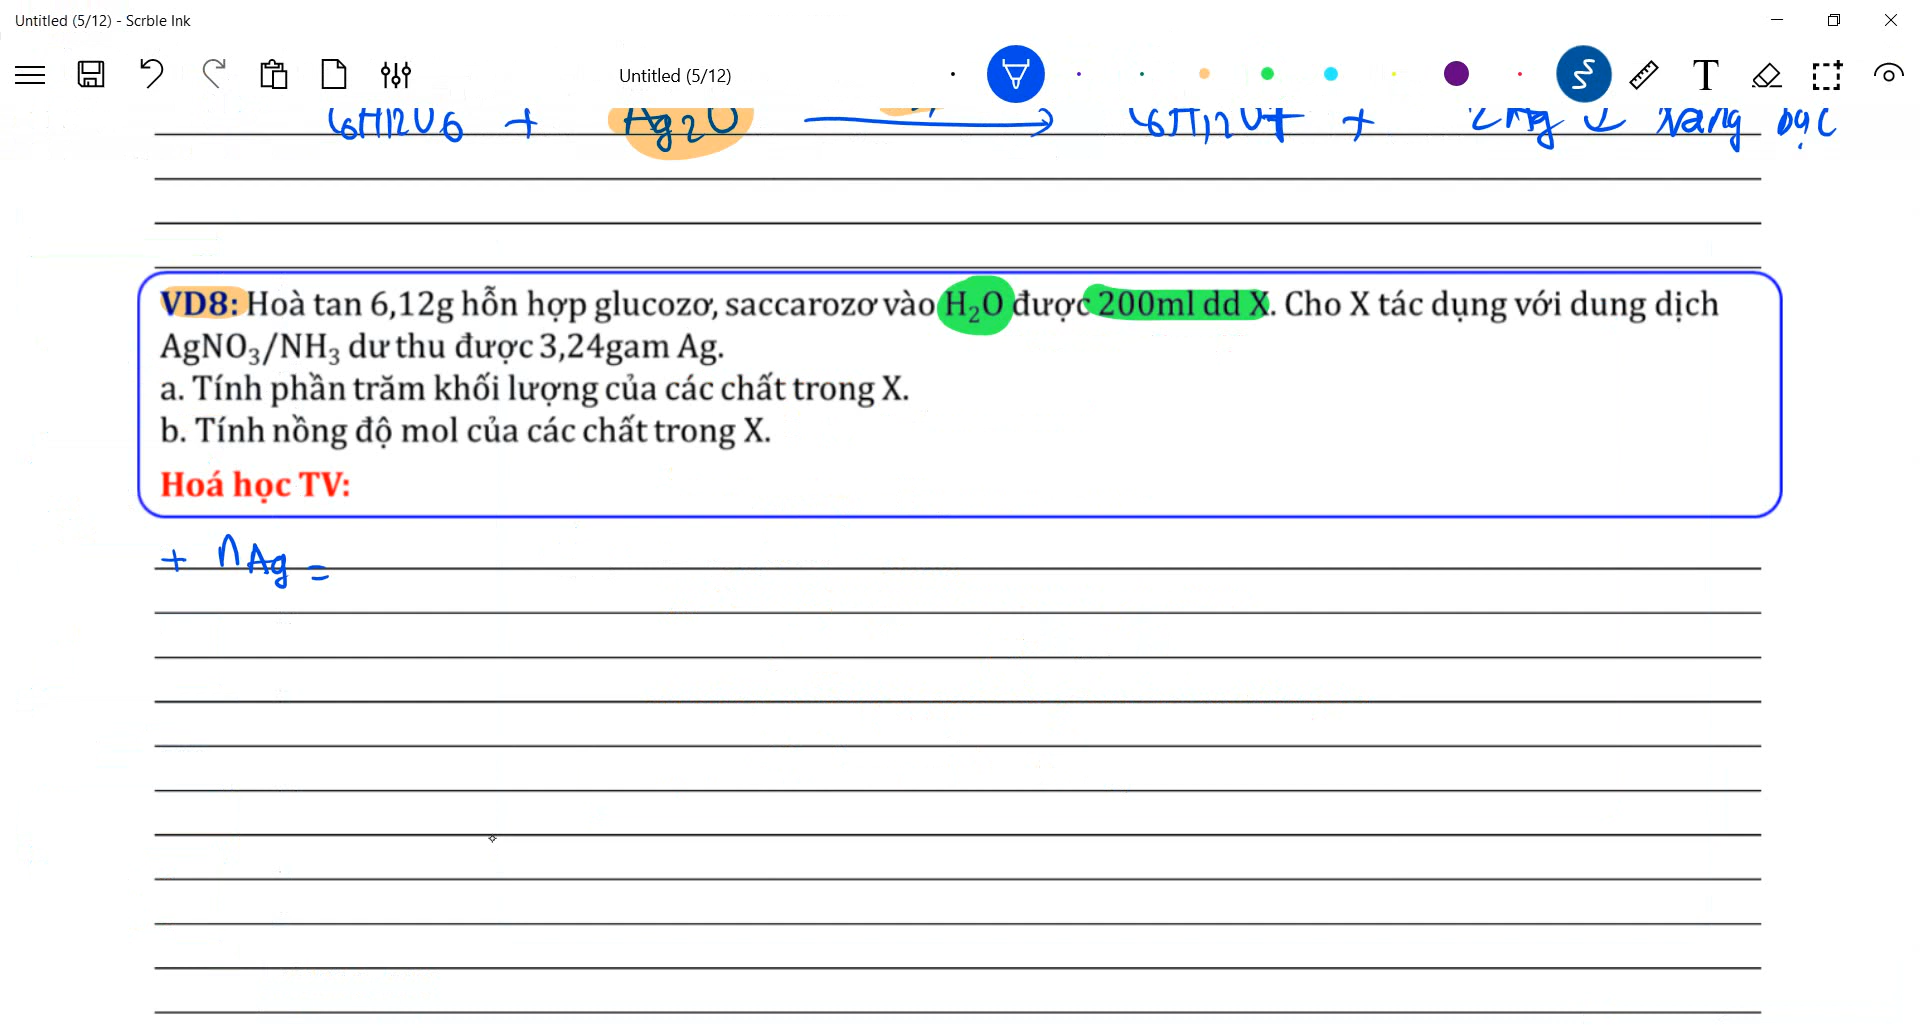 Untitled (5/12) - Scrble Ink
Untitled (5/12)
T
C6H12O6 + Ag2O → C6H12O7 + 2Ag ↓ tráng bạc
VD8: Hoà tan 6,12g hỗn hợp glucozơ, saccarozơ vào H₂O được 200ml dd X. Cho X tác dụng với dung dịch
AgNO₃/NH₃ dư thu được 3,24gam Ag.
a. Tính phần trăm khối lượng của các chất trong X.
b. Tính nồng độ mol của các chất trong X.
Hoá học TV:
+ nAg =